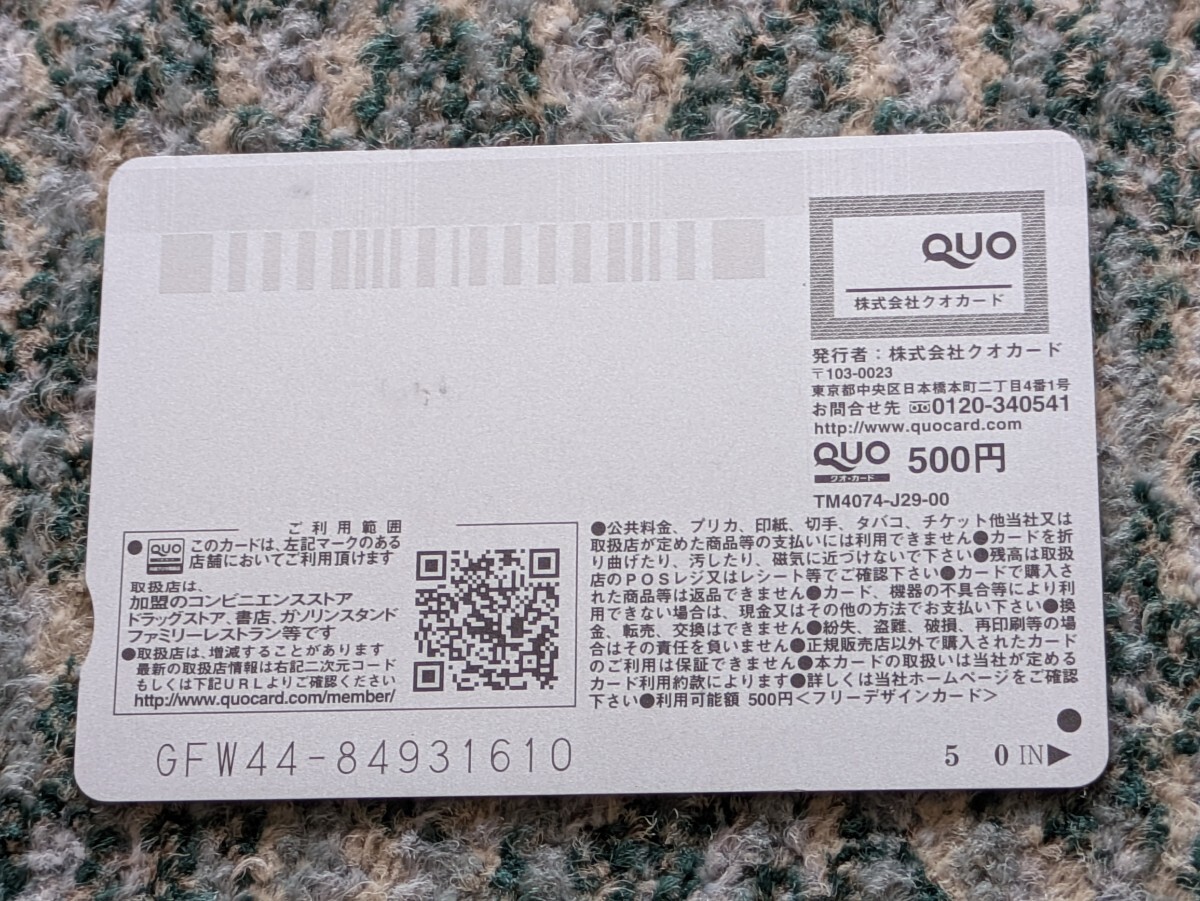 QUO
株式会社クオカード
発行者：株式会社クオカード
〒103-0023
東京都中央区日本橋本町二丁目4番1号
お問合せ先 0120-340541
http://www.quocard.com
QUO 500円
クオ・カード
TM4074-J29-00
ご利用範囲
●QUO このカードは、左記マークのある
店舗においてご利用頂けます
取扱店は、
加盟のコンビニエンスストア
ドラッグストア、書店、ガソリンスタンド
ファミリーレストラン等です
●取扱店は、増減することがあります
最新の取扱店情報は右記二次元コード
もしくは下記URLよりご確認ください
http://www.quocard.com/member/
●公共料金、プリカ、印紙、切手、タバコ、チケット他当社又は
取扱店が定めた商品等の支払いには利用できません●カードを折
り曲げたり、汚したり、磁気に近づけないで下さい●残高は取扱
店のPOSレジ又はレシート等でご確認下さい●カードで購入さ
れた商品等は返品できません●カード、機器の不具合等により利
用できない場合は、現金又はその他の方法でお支払い下さい●換
金、転売、交換はできません●紛失、盗難、破損、再印刷等の場
合はその責任を負いません●正規販売店以外で購入されたカード
のご利用は保証できません●本カードの取扱いは当社が定める
カード利用約款によります●詳しくは当社ホームページをご確認
下さい●利用可能額 500円＜フリーデザインカード＞
GFW44-84931610
5 0 IN▶